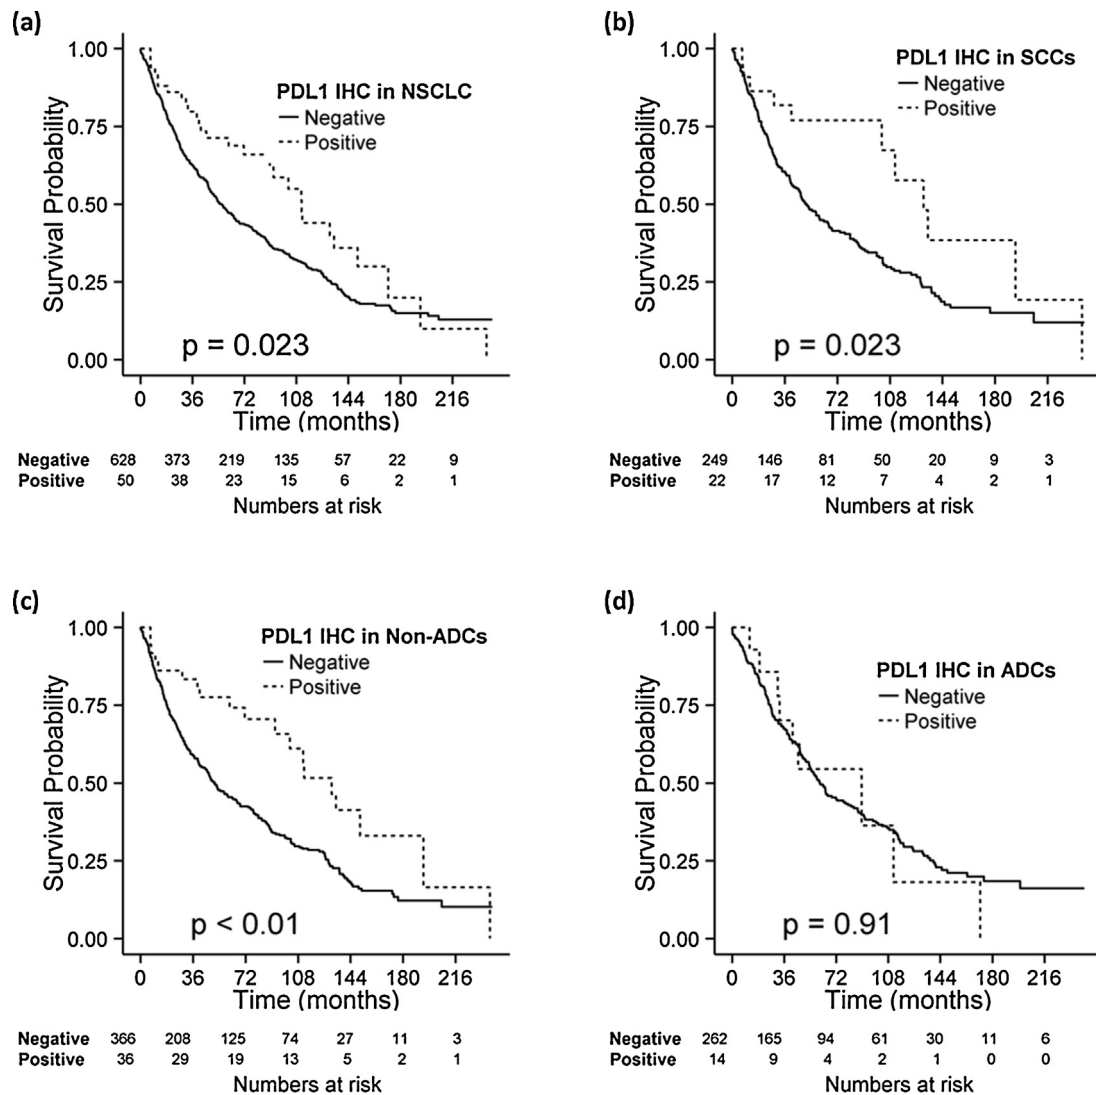 (a)
PDL1 IHC in NSCLC
Negative
Positive
Survival Probability
1.00
0.75
0.50
0.25
0.00
p = 0.023
0 36 72 108 144 180 216
Time (months)
Negative 628 373 219 135 57 22 9
Positive 50 38 23 15 6 2 1
Numbers at risk
(b)
PDL1 IHC in SCCs
Negative
Positive
Survival Probability
1.00
0.75
0.50
0.25
0.00
p = 0.023
0 36 72 108 144 180 216
Time (months)
Negative 249 146 81 50 20 9 3
Positive 22 17 12 7 4 2 1
Numbers at risk
(c)
PDL1 IHC in Non-ADCs
Negative
Positive
Survival Probability
1.00
0.75
0.50
0.25
0.00
p < 0.01
0 36 72 108 144 180 216
Time (months)
Negative 366 208 125 74 27 11 3
Positive 36 29 19 13 5 2 1
Numbers at risk
(d)
PDL1 IHC in ADCs
Negative
Positive
Survival Probability
1.00
0.75
0.50
0.25
0.00
p = 0.91
0 36 72 108 144 180 216
Time (months)
Negative 262 165 94 61 30 11 6
Positive 14 9 4 2 1 0 0
Numbers at risk